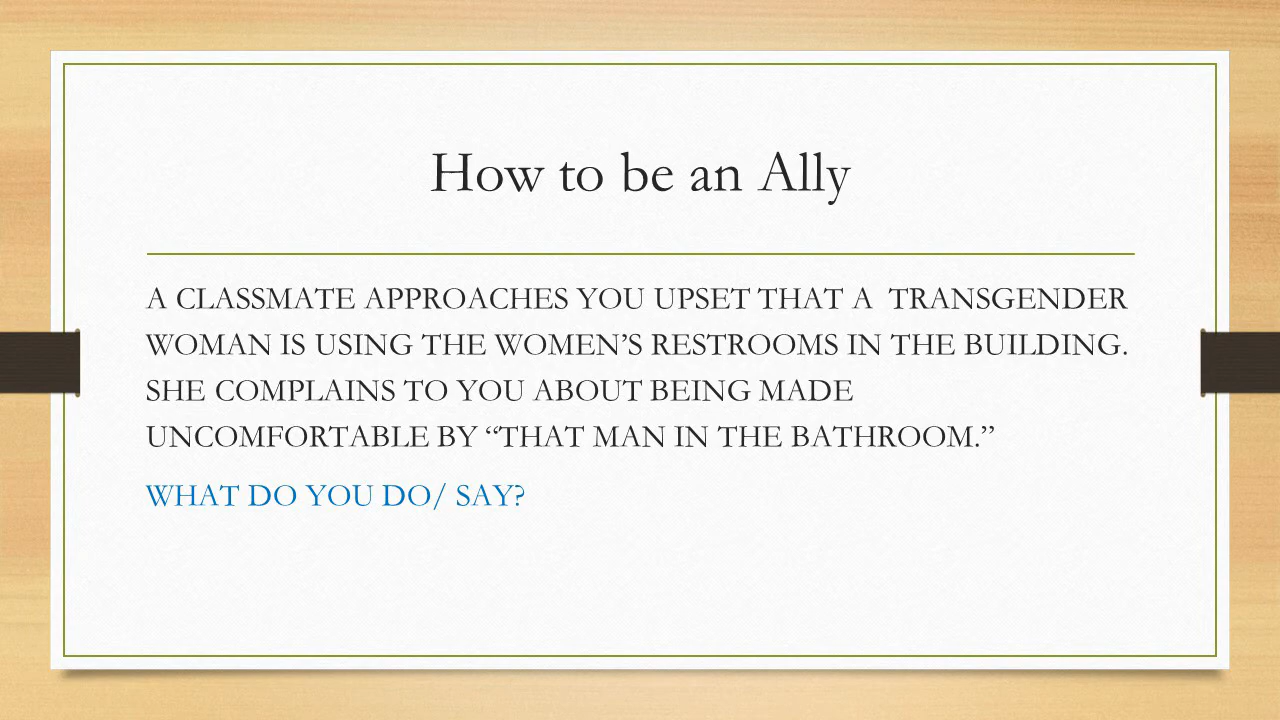 How to be an Ally
A CLASSMATE APPROACHES YOU UPSET THAT A TRANSGENDER
WOMAN IS USING THE WOMEN’S RESTROOMS IN THE BUILDING.
SHE COMPLAINS TO YOU ABOUT BEING MADE
UNCOMFORTABLE BY “THAT MAN IN THE BATHROOM.”
WHAT DO YOU DO/ SAY?